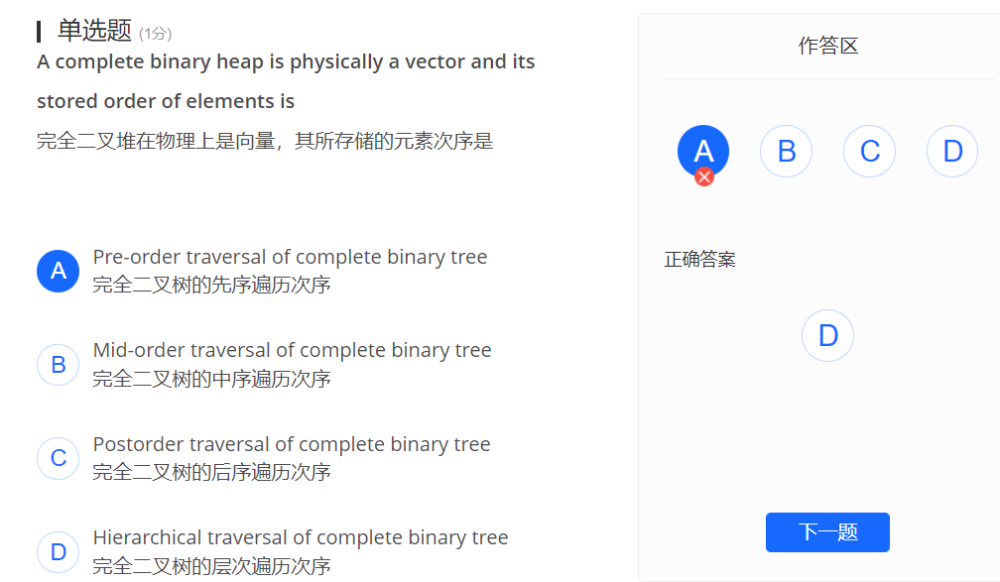 单选题 (1分)
A complete binary heap is physically a vector and its
stored order of elements is
完全二叉堆在物理上是向量，其所存储的元素次序是
A
Pre-order traversal of complete binary tree
完全二叉树的先序遍历次序
B
Mid-order traversal of complete binary tree
完全二叉树的中序遍历次序
C
Postorder traversal of complete binary tree
完全二叉树的后序遍历次序
D
Hierarchical traversal of complete binary tree
完全二叉树的层次遍历次序
作答区
A B C D
正确答案
D
下一题